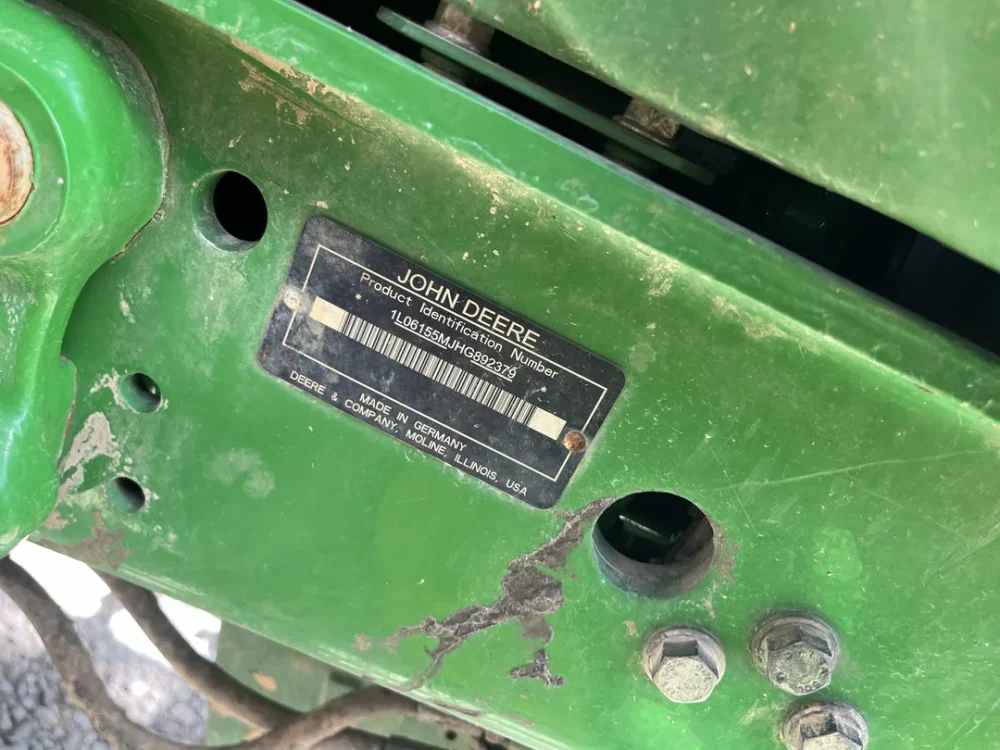 JOHN DEERE
Product Identification Number
*1L06155MJHG892379*
MADE IN GERMANY
DEERE & COMPANY, MOLINE, ILLINOIS, USA